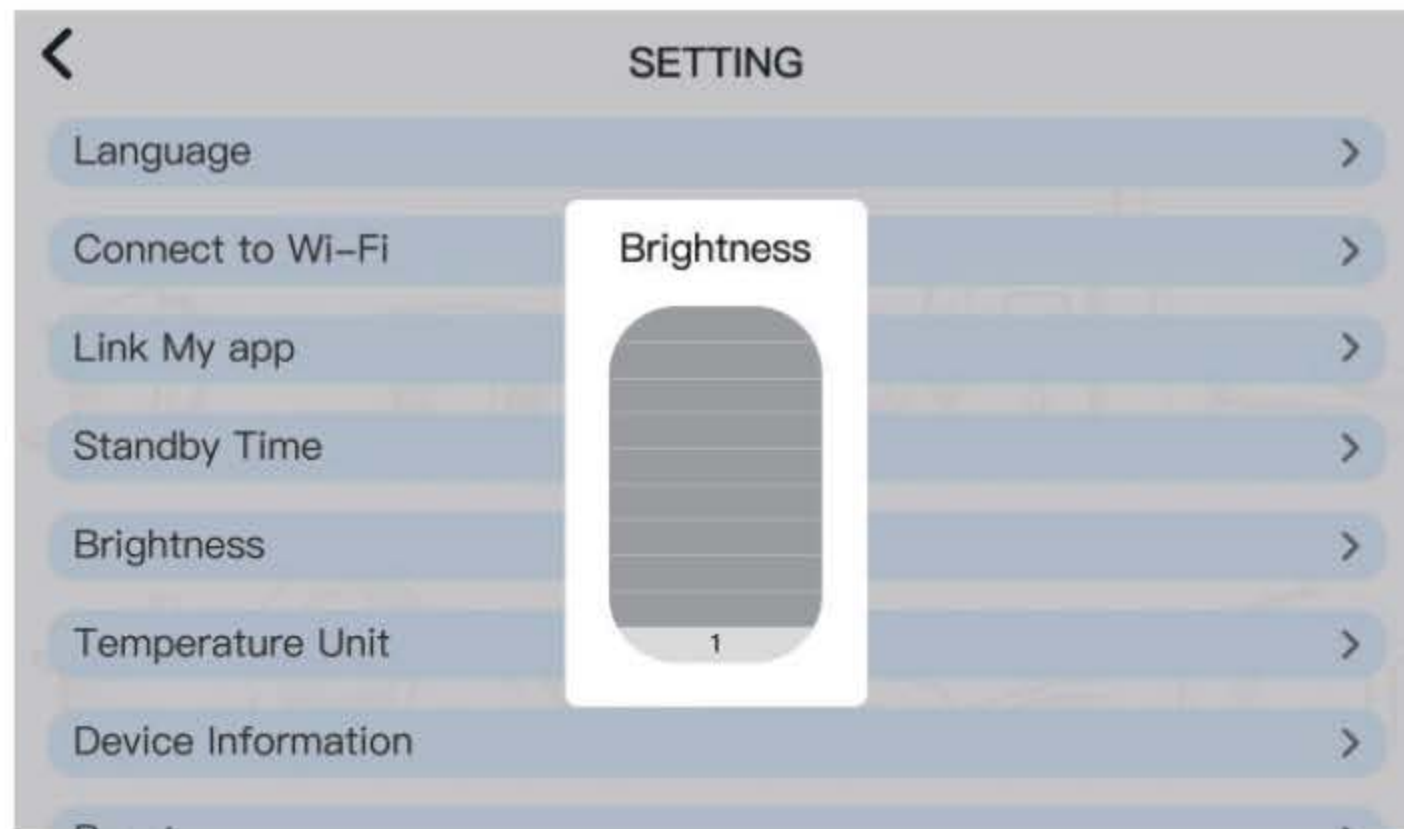 SETTING
Language
Connect to Wi-Fi
Brightness
Link My app
Standby Time
Brightness
Temperature Unit
1
Device Information